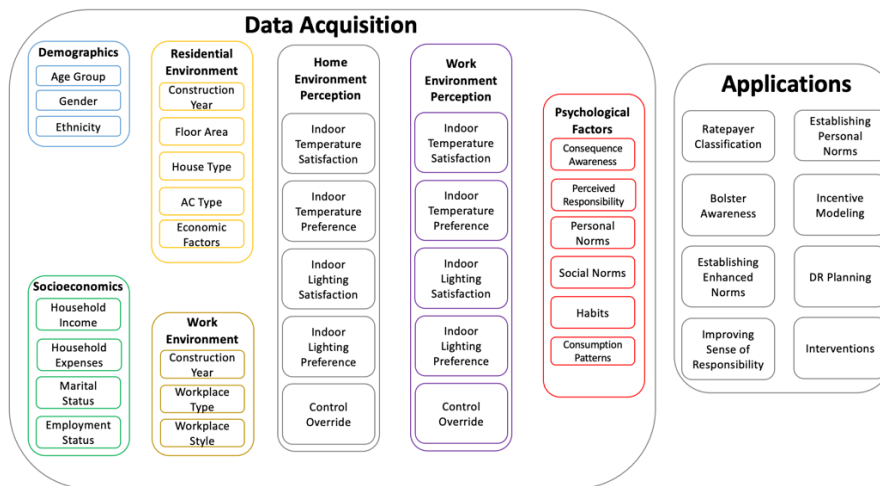 Data Acquisition
Demographics
Age Group
Gender
Ethnicity
Socioeconomics
Household
Income
Household
Expenses
Marital
Status
Employment
Status
Residential
Environment
Construction
Year
Floor Area
House Type
AC Type
Economic
Factors
Work
Environment
Construction
Year
Workplace
Type
Workplace
Style
Home
Environment
Perception
Indoor
Temperature
Satisfaction
Indoor
Temperature
Preference
Indoor
Lighting
Satisfaction
Indoor
Lighting
Preference
Control
Override
Work
Environment
Perception
Indoor
Temperature
Satisfaction
Indoor
Temperature
Preference
Indoor
Lighting
Satisfaction
Indoor
Lighting
Preference
Control
Override
Psychological
Factors
Consequence
Awareness
Perceived
Responsibility
Personal
Norms
Social Norms
Habits
Consumption
Patterns
Applications
Ratepayer
Classification
Establishing
Personal
Norms
Bolster
Awareness
Incentive
Modeling
Establishing
Enhanced
Norms
DR Planning
Improving
Sense of
Responsibility
Interventions